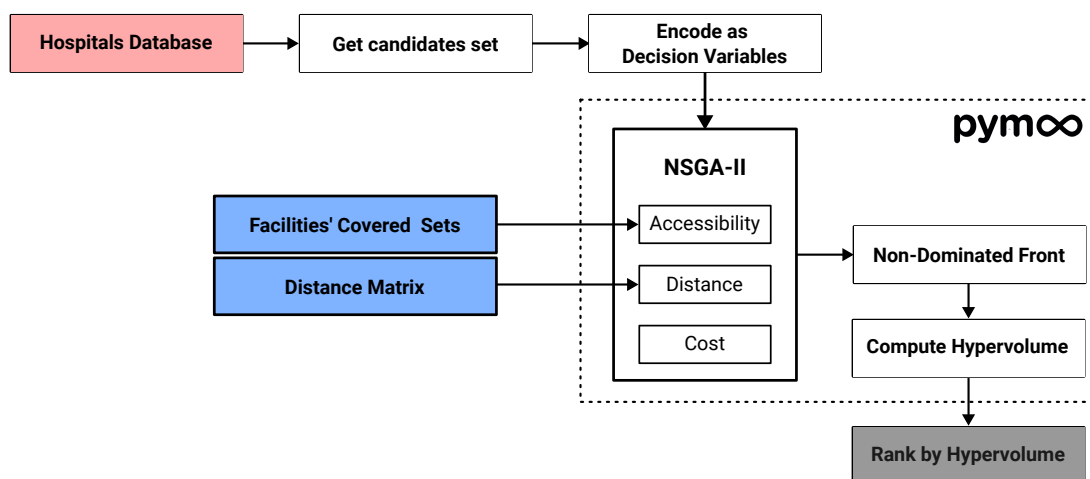 Hospitals Database
Get candidates set
Encode as
Decision Variables
pymoo
NSGA-II
Facilities' Covered Sets
Accessibility
Non-Dominated Front
Distance Matrix
Distance
Cost
Compute Hypervolume
Rank by Hypervolume